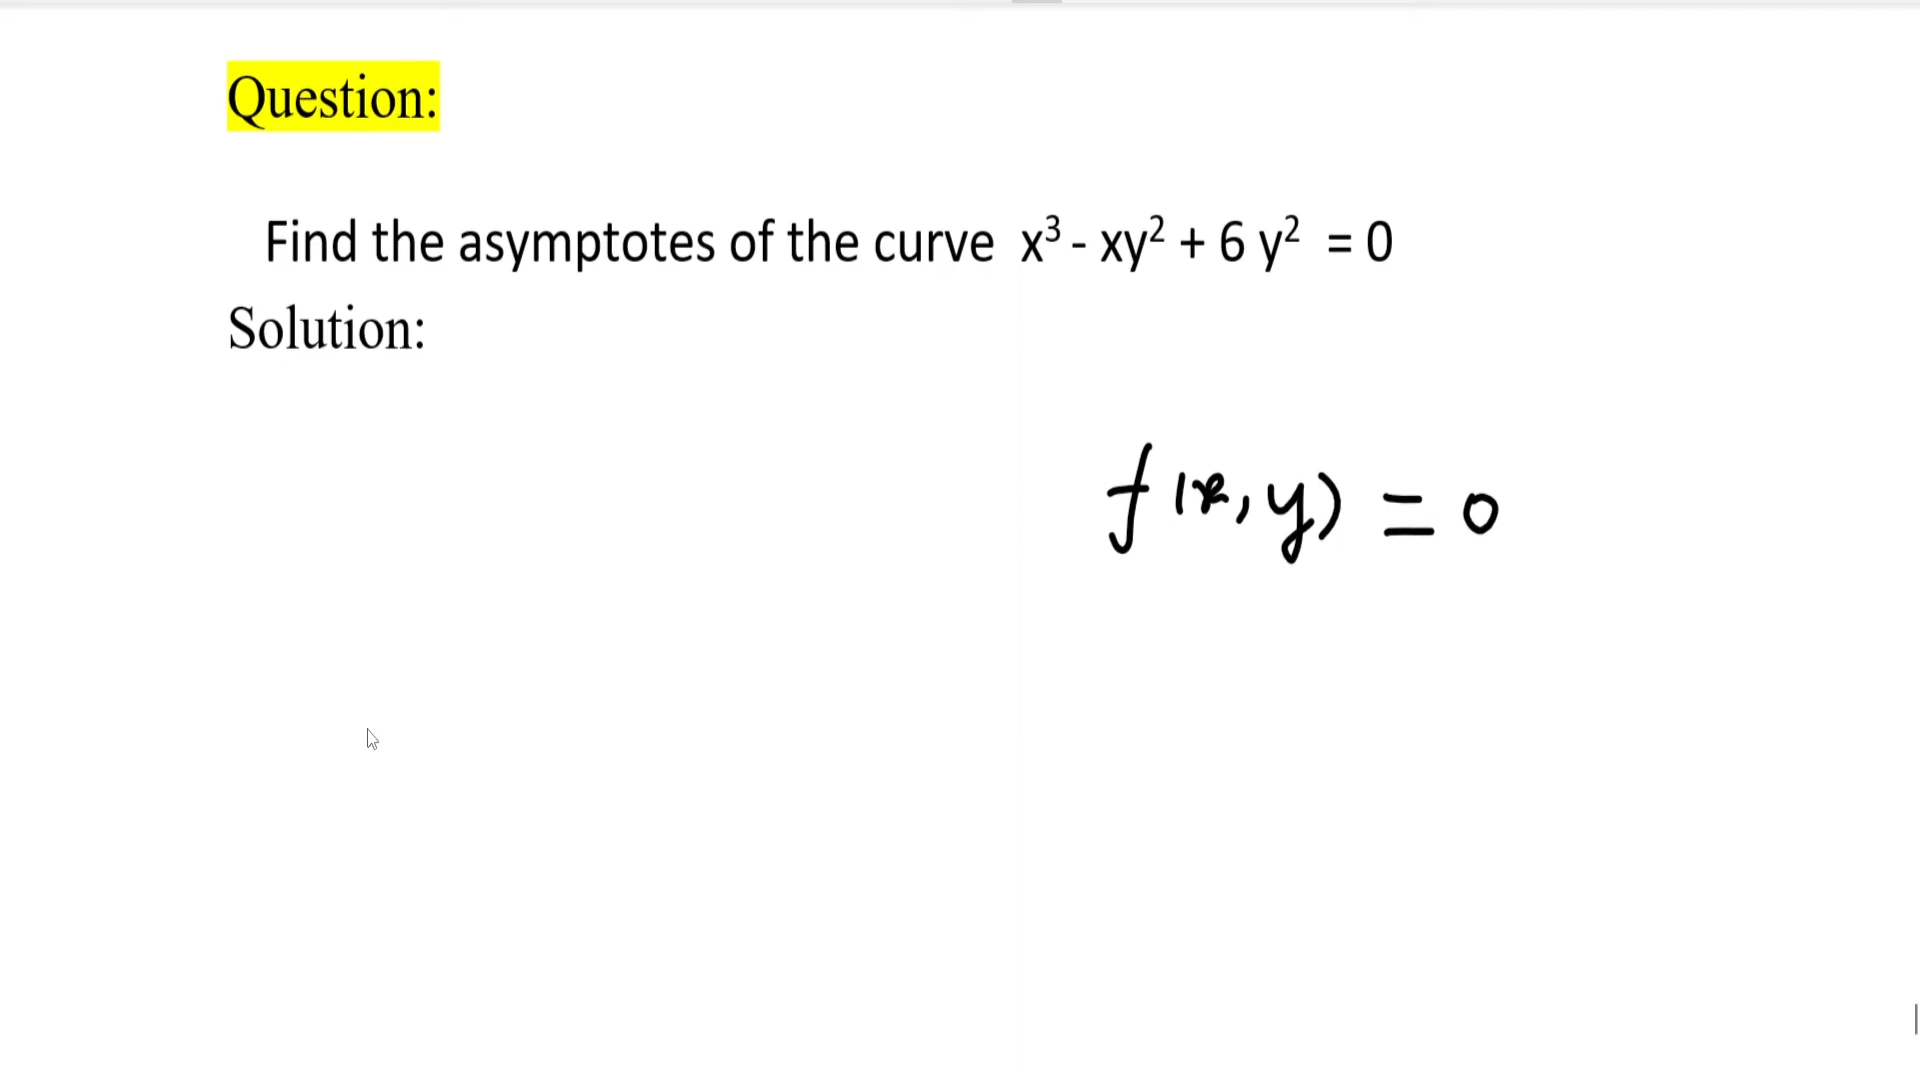 Question:
Find the asymptotes of the curve x³ - xy² + 6 y² = 0
Solution:
f(x,y) = 0